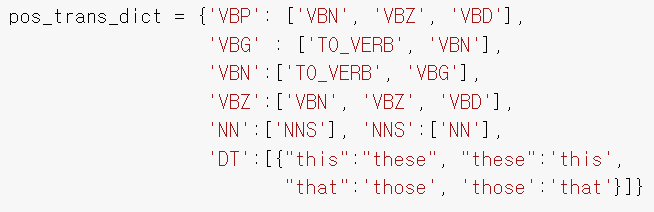 pos_trans_dict = {'VBP': ['VBN', 'VBZ', 'VBD'],
'VBG' : ['TO_VERB', 'VBN'],
'VBN':['TO_VERB', 'VBG'],
'VBZ':['VBN', 'VBZ', 'VBD'],
'NN':['NNS'], 'NNS':['NN'],
'DT':[{"this":"these", "these":'this',
"that":'those', 'those':'that'}]}